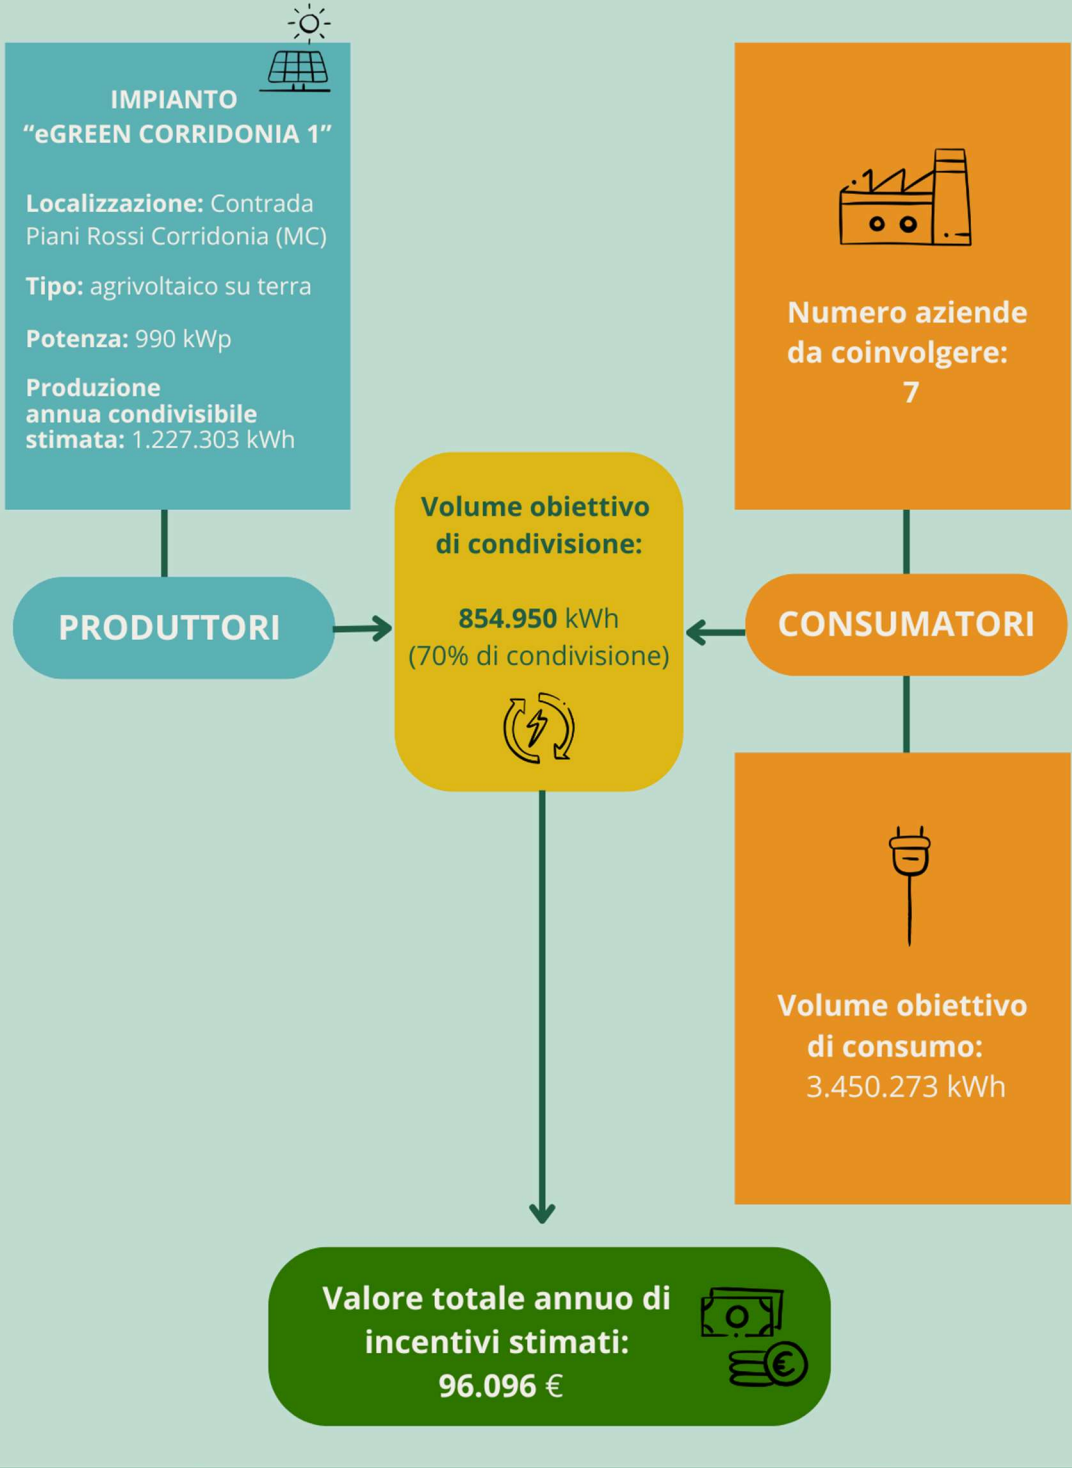 IMPIANTO
“eGREEN CORRIDONIA 1”
Localizzazione: Contrada
Piani Rossi Corridonia (MC)
Tipo: agrivoltaico su terra
Potenza: 990 kWp
Produzione
annua condivisibile
stimata: 1.227.303 kWh
PRODUTTORI
Volume obiettivo
di condivisione:
854.950 kWh
(70% di condivisione)
Numero aziende
da coinvolgere:
7
CONSUMATORI
Volume obiettivo
di consumo:
3.450.273 kWh
Valore totale annuo di
incentivi stimati:
96.096 €